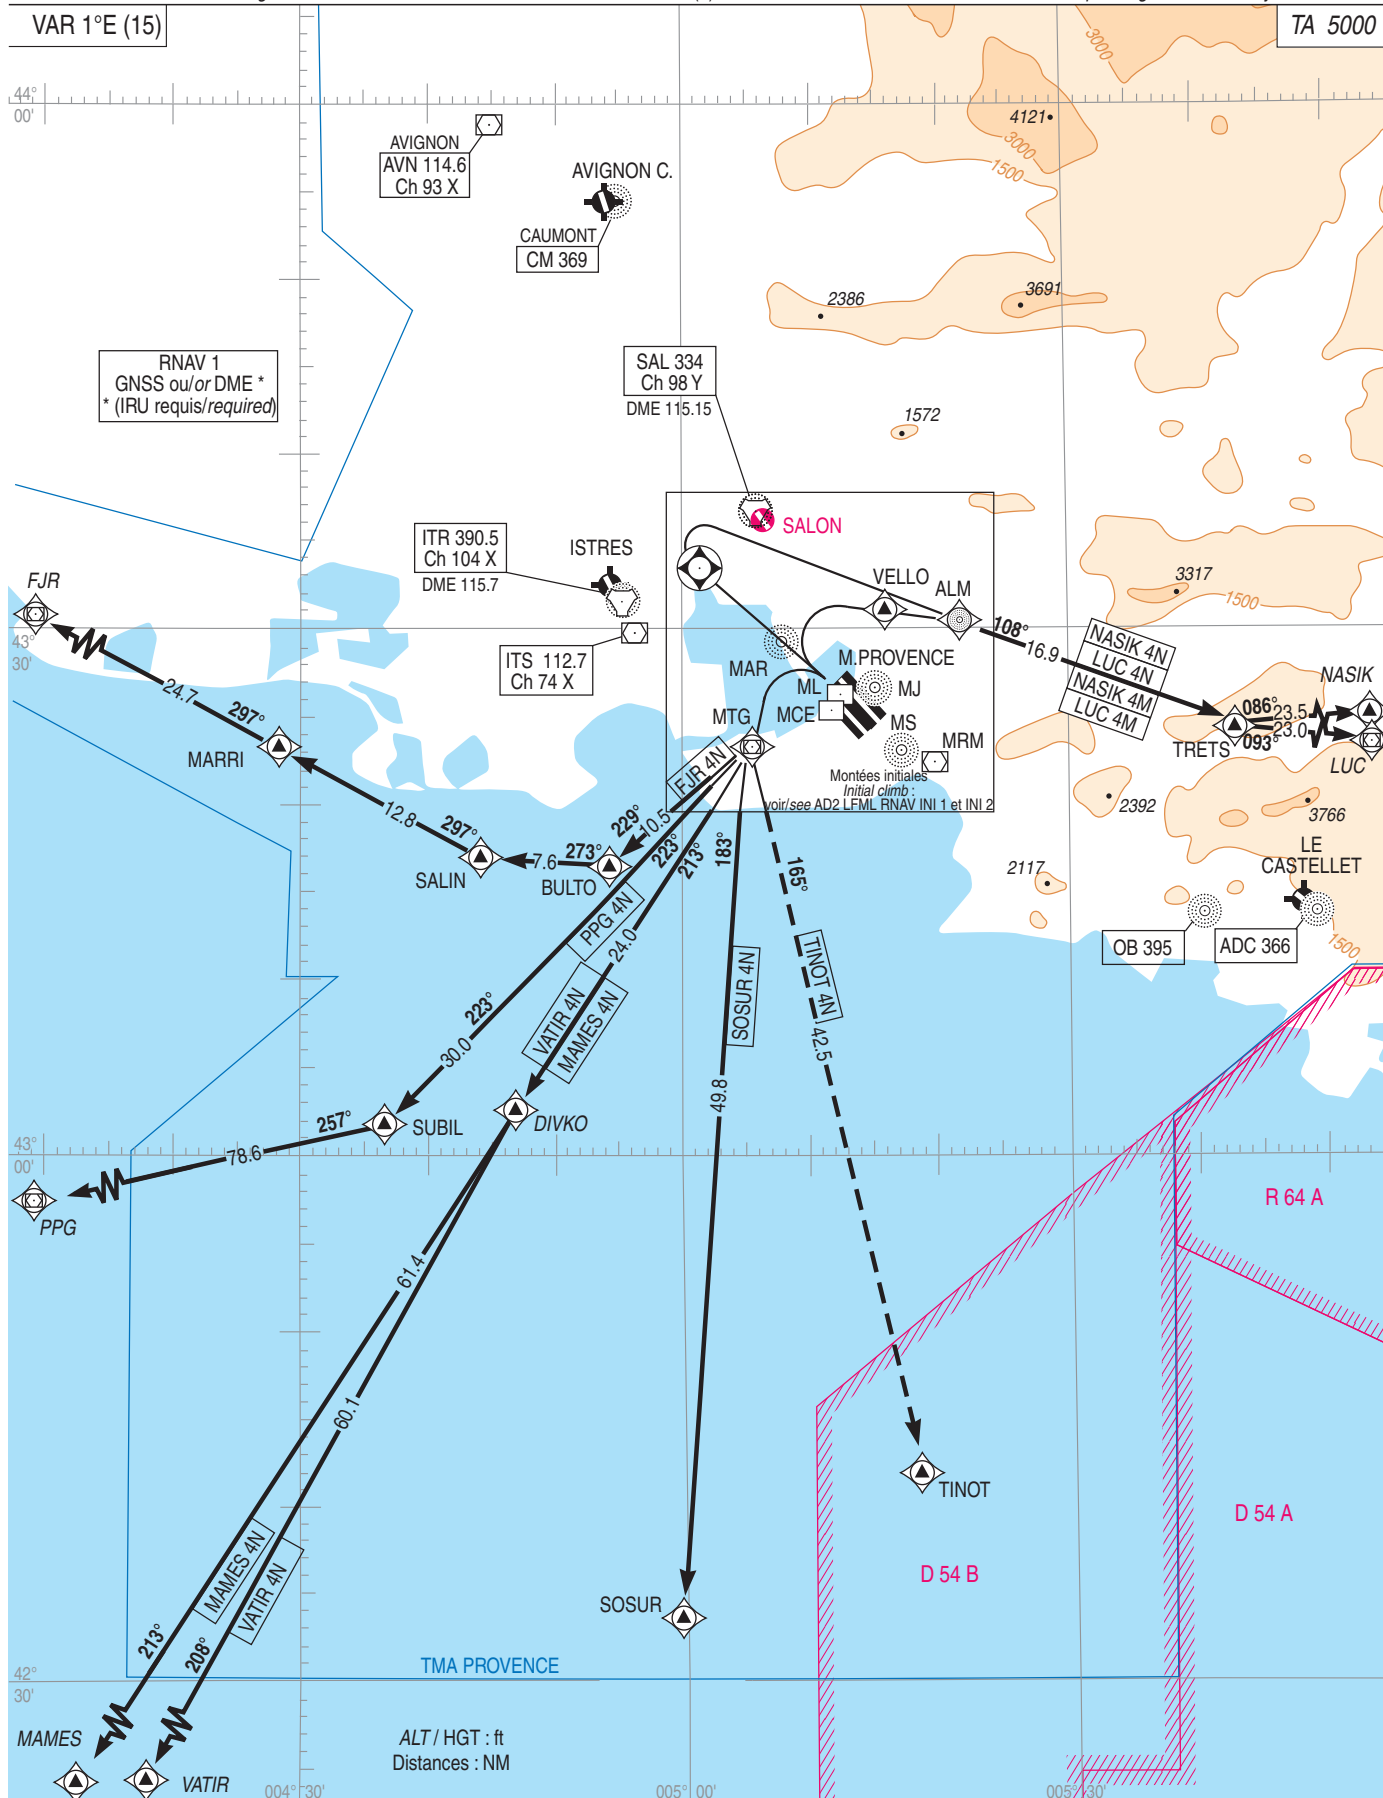 VAR 1°E (15)
TA 5000
44°
00'
3000
4121
3000
1500
AVIGNON
AVN 114.6
Ch 93 X
AVIGNON C.
CAUMONT
CM 369
2386
3691
RNAV 1
GNSS ou/or DME *
* (IRU requis/required)
SAL 334
Ch 98 Y
DME 115.15
1572
SALON
ITR 390.5
Ch 104 X
DME 115.7
ISTRES
FJR
VELLO
ALM
3317
1500
43°
30'
108°
16.9
NASIK 4N
LUC 4N
NASIK 4M
LUC 4M
ITS 112.7
Ch 74 X
MAR
M.PROVENCE
ML
MJ
MCE
MTG
MS
MRM
NASIK
086°
23.5
23.0
093°
TRETS
LUC
24.7
297°
MARRI
FJR 4N
Montées initiales
Initial climb :
voir/see AD2 LFML RNAV INI 1 et INI 2
2392
3766
12.8
297°
SALIN
7.6
273°
BULTO
229°
10.5
223°
213°
183°
165°
2117
LE
CASTELLET
OB 395
ADC 366
1500
PPG 4N
24.0
VATIR 4N
MAMES 4N
SOSUR 4N
TINOT 4N
42.5
223°
30.0
49.8
257°
SUBIL
DIVKO
43°
00'
78.6
PPG
R 64 A
61.4
60.1
TINOT
D 54 A
D 54 B
MAMES 4N
VATIR 4N
SOSUR
213°
208°
TMA PROVENCE
42°
30'
MAMES
VATIR
ALT / HGT : ft
Distances : NM
004° 30'
005° 00'
005° 30'